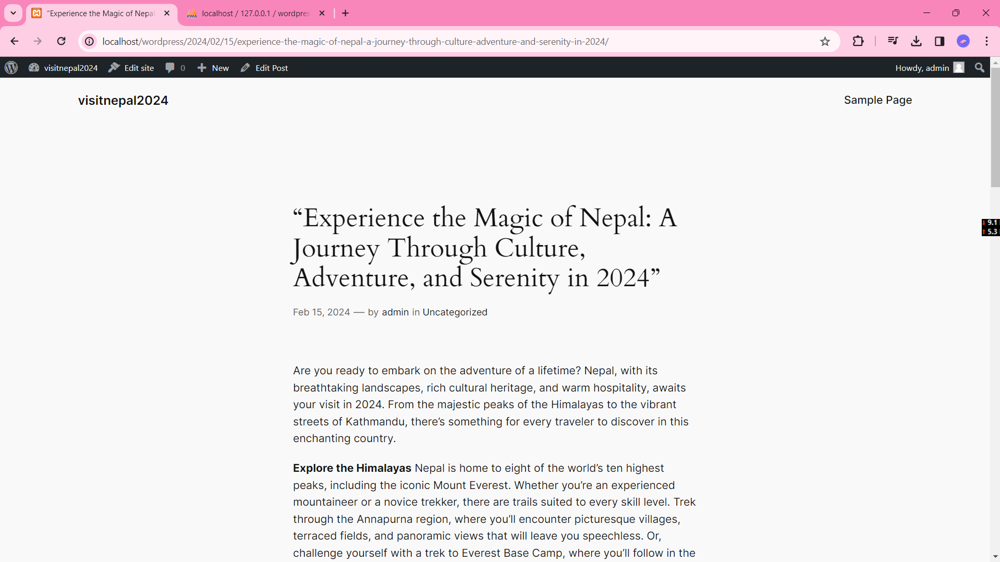 “Experience the Magic of Nepal
localhost / 127.0.0.1 / wordpres
localhost/wordpress/2024/02/15/experience-the-magic-of-nepal-a-journey-through-culture-adventure-and-serenity-in-2024/
visitnepal2024 Edit site 0 New Edit Post Howdy, admin
visitnepal2024 Sample Page
“Experience the Magic of Nepal: A
Journey Through Culture,
Adventure, and Serenity in 2024”
Feb 15, 2024 — by admin in Uncategorized
Are you ready to embark on the adventure of a lifetime? Nepal, with its
breathtaking landscapes, rich cultural heritage, and warm hospitality, awaits
your visit in 2024. From the majestic peaks of the Himalayas to the vibrant
streets of Kathmandu, there’s something for every traveler to discover in this
enchanting country.
Explore the Himalayas Nepal is home to eight of the world’s ten highest
peaks, including the iconic Mount Everest. Whether you’re an experienced
mountaineer or a novice trekker, there are trails suited to every skill level. Trek
through the Annapurna region, where you’ll encounter picturesque villages,
terraced fields, and panoramic views that will leave you speechless. Or,
challenge yourself with a trek to Everest Base Camp, where you’ll follow in the
PMA
9.1
5.3